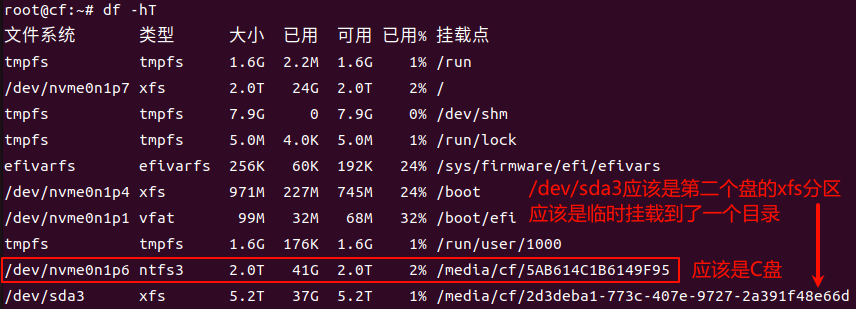 root@cf:~# df -hT
文件系统 类型 大小 已用 可用 已用% 挂载点
tmpfs tmpfs 1.6G 2.2M 1.6G 1% /run
/dev/nvme0n1p7 xfs 2.0T 24G 2.0T 2% /
tmpfs tmpfs 7.9G 0 7.9G 0% /dev/shm
tmpfs tmpfs 5.0M 4.0K 5.0M 1% /run/lock
efivarfs efivarfs 256K 60K 192K 24% /sys/firmware/efi/efivars
/dev/nvme0n1p4 xfs 971M 227M 745M 24% /boot
/dev/sda3应该是第二个盘的xfs分区
应该是临时挂载到了一个目录
/dev/nvme0n1p1 vfat 99M 32M 68M 32% /boot/efi
tmpfs tmpfs 1.6G 176K 1.6G 1% /run/user/1000
/dev/nvme0n1p6 ntfs3 2.0T 41G 2.0T 2% /media/cf/5AB614C1B6149F95
应该是C盘
/dev/sda3 xfs 5.2T 37G 5.2T 1% /media/cf/2d3deba1-773c-407e-9727-2a391f48e66d